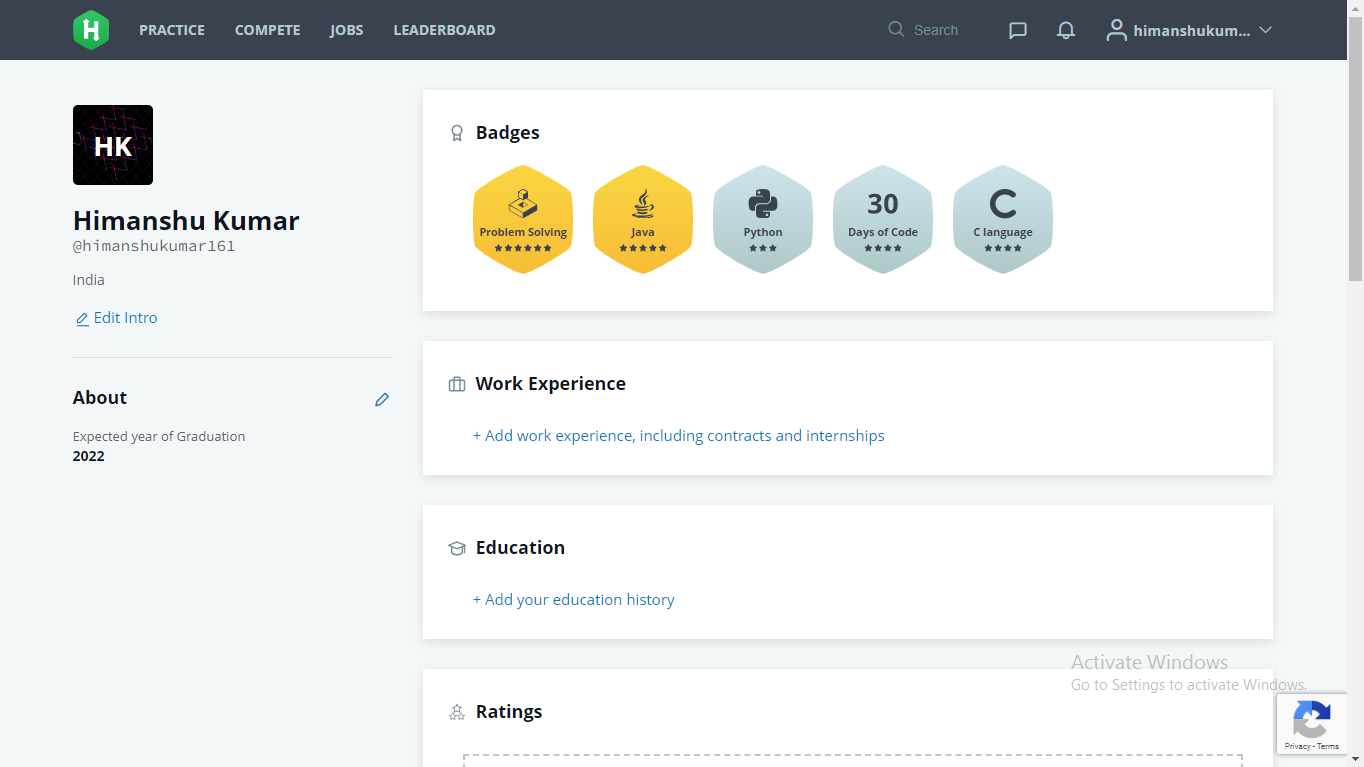 H PRACTICE COMPETE JOBS LEADERBOARD Search himanshukum...
HK
Himanshu Kumar
@himanshukumar161
India
Edit Intro
About
Expected year of Graduation
2022
Badges
Problem Solving
Java
Python
30
Days of Code
C
C language
Work Experience
+ Add work experience, including contracts and internships
Education
+ Add your education history
Ratings
Activate Windows
Go to Settings to activate Windows.
Privacy - Terms